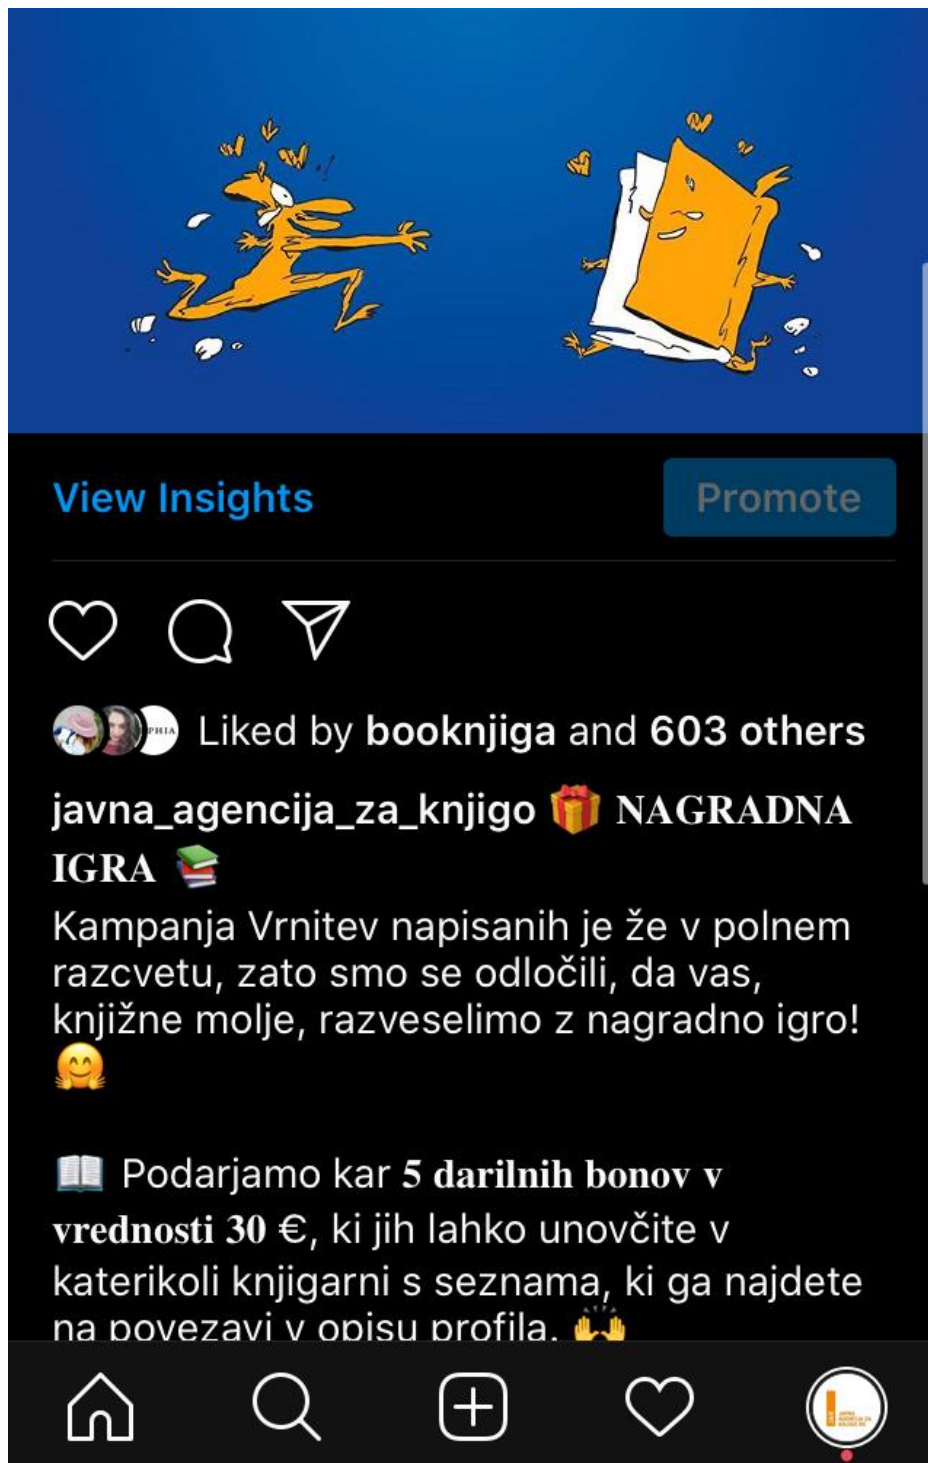 View Insights
Promote
PHIA
Liked by booknjiga and 603 others
javna_agencija_za_knjigo 🎁 NAGRADNA
IGRA 📚
Kampanja Vrnitev napisanih je že v polnem
razcvetu, zato smo se odločili, da vas,
knjižne molje, razveselimo z nagradno igro!
🤗
📖 Podarjamo kar 5 darilnih bonov v
vrednosti 30 €, ki jih lahko unovčite v
katerikoli knjigarni s seznama, ki ga najdete
na povezavi v opisu profila. 🙌